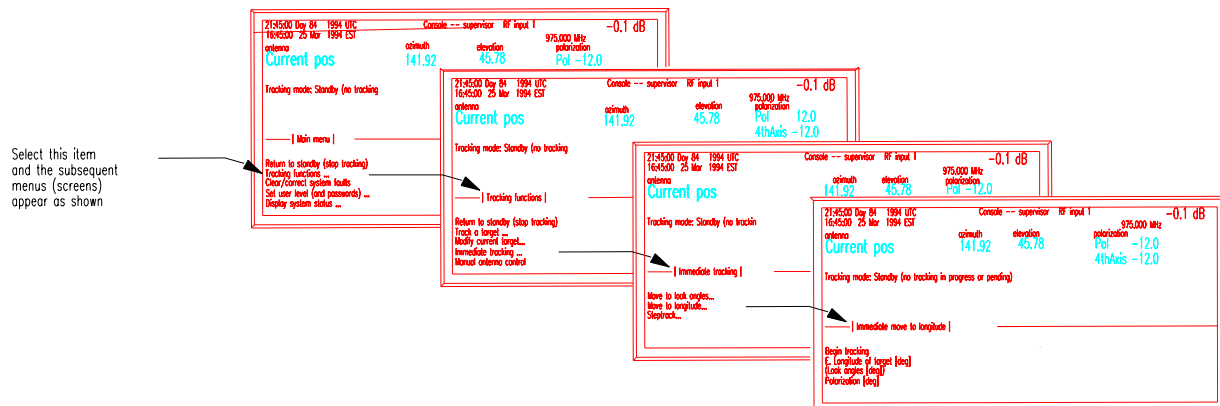 Select this item
and the subsequent
menus (screens)
appear as shown
21:45:00 Day 84 1994 UTC Console -- supervisor RF input 1 -0.1 dB
16:45:00 25 Mar 1994 EST 975.000 MHz
antenna azimuth elevation polarization
Current pos 141.92 45.78 Pol -12.0
Tracking mode: Standby (no tracking
| Main menu |
Return to standby (stop tracking)
Tracking functions ...
Clear/correct system faults
Set user level (and passwords) ...
Display system status ...
21:45:00 Day 84 1994 UTC Console -- supervisor RF input 1 -0.1 dB
16:45:00 25 Mar 1994 EST 975.000 MHz
antenna azimuth elevation polarization
Current pos 141.92 45.78 Pol 12.0
4thAxis -12.0
Tracking mode: Standby (no tracking
| Tracking functions |
Return to standby (stop tracking)
Track a target ...
Modify current target...
Immediate tracking ...
Manual antenna control
21:45:00 Day 84 1994 UTC Console -- supervisor RF input 1 -0.1 dB
16:45:00 25 Mar 1994 EST 975.000 MHz
antenna azimuth elevation polarization
Current pos 141.92 45.78 Pol -12.0
Tracking mode: Standby (no trackin
| Immediate tracking |
Move to look angles...
Move to longitude...
Steptrack...
21:45:00 Day 84 1994 UTC Console -- supervisor RF input 1 -0.1 dB
16:45:00 25 Mar 1994 EST 975.000 MHz
antenna azimuth elevation polarization
Current pos 141.92 45.78 Pol -12.0
4thAxis -12.0
Tracking mode: Standby (no tracking in progress or pending)
| Immediate move to longitude |
Begin tracking
E. Longitude of target [deg]
(Look angles [deg])
Polarization [deg]